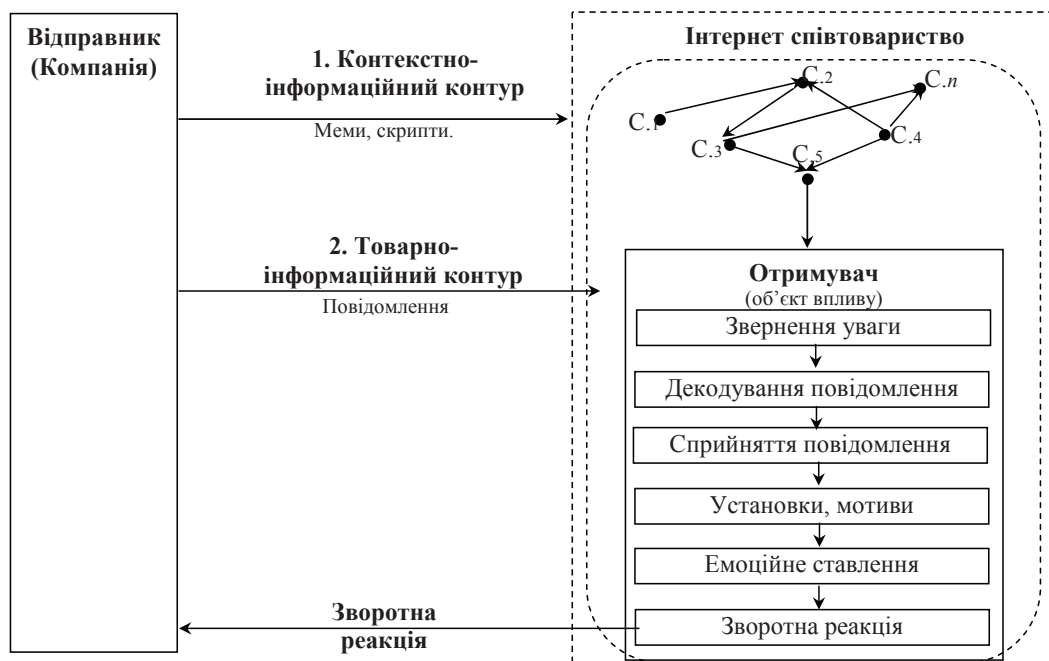 Відправник
(Компанія)
1. Контекстно-
інформаційний контур
Меми, скрипти.
2. Товарно-
інформаційний контур
Повідомлення
Зворотна
реакція
Інтернет співтовариство
С.2
С.n
С.1
С.3
С.4
С.5
Отримувач
(об’єкт впливу)
Звернення уваги
Декодування повідомлення
Сприйняття повідомлення
Установки, мотиви
Емоційне ставлення
Зворотна реакція